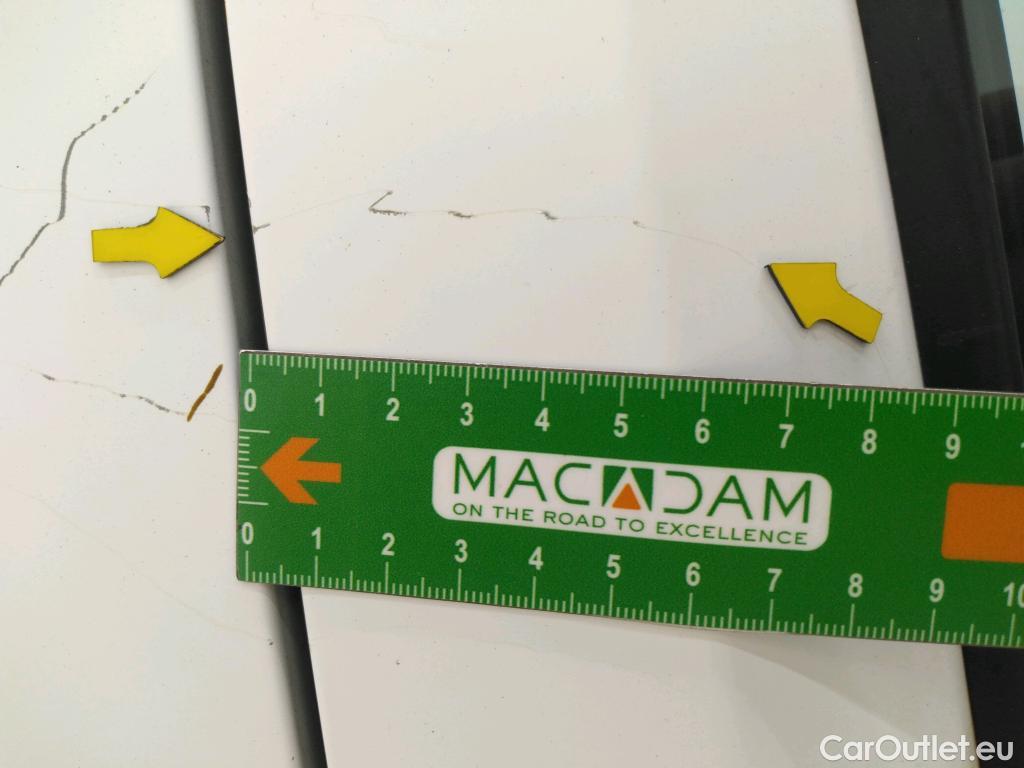 0 1 2 3 4 5 6 7 8 9
MACADAM
ON THE ROAD TO EXCELLENCE
0 1 2 3 4 5 6 7 8 9 10
CarOutlet.eu